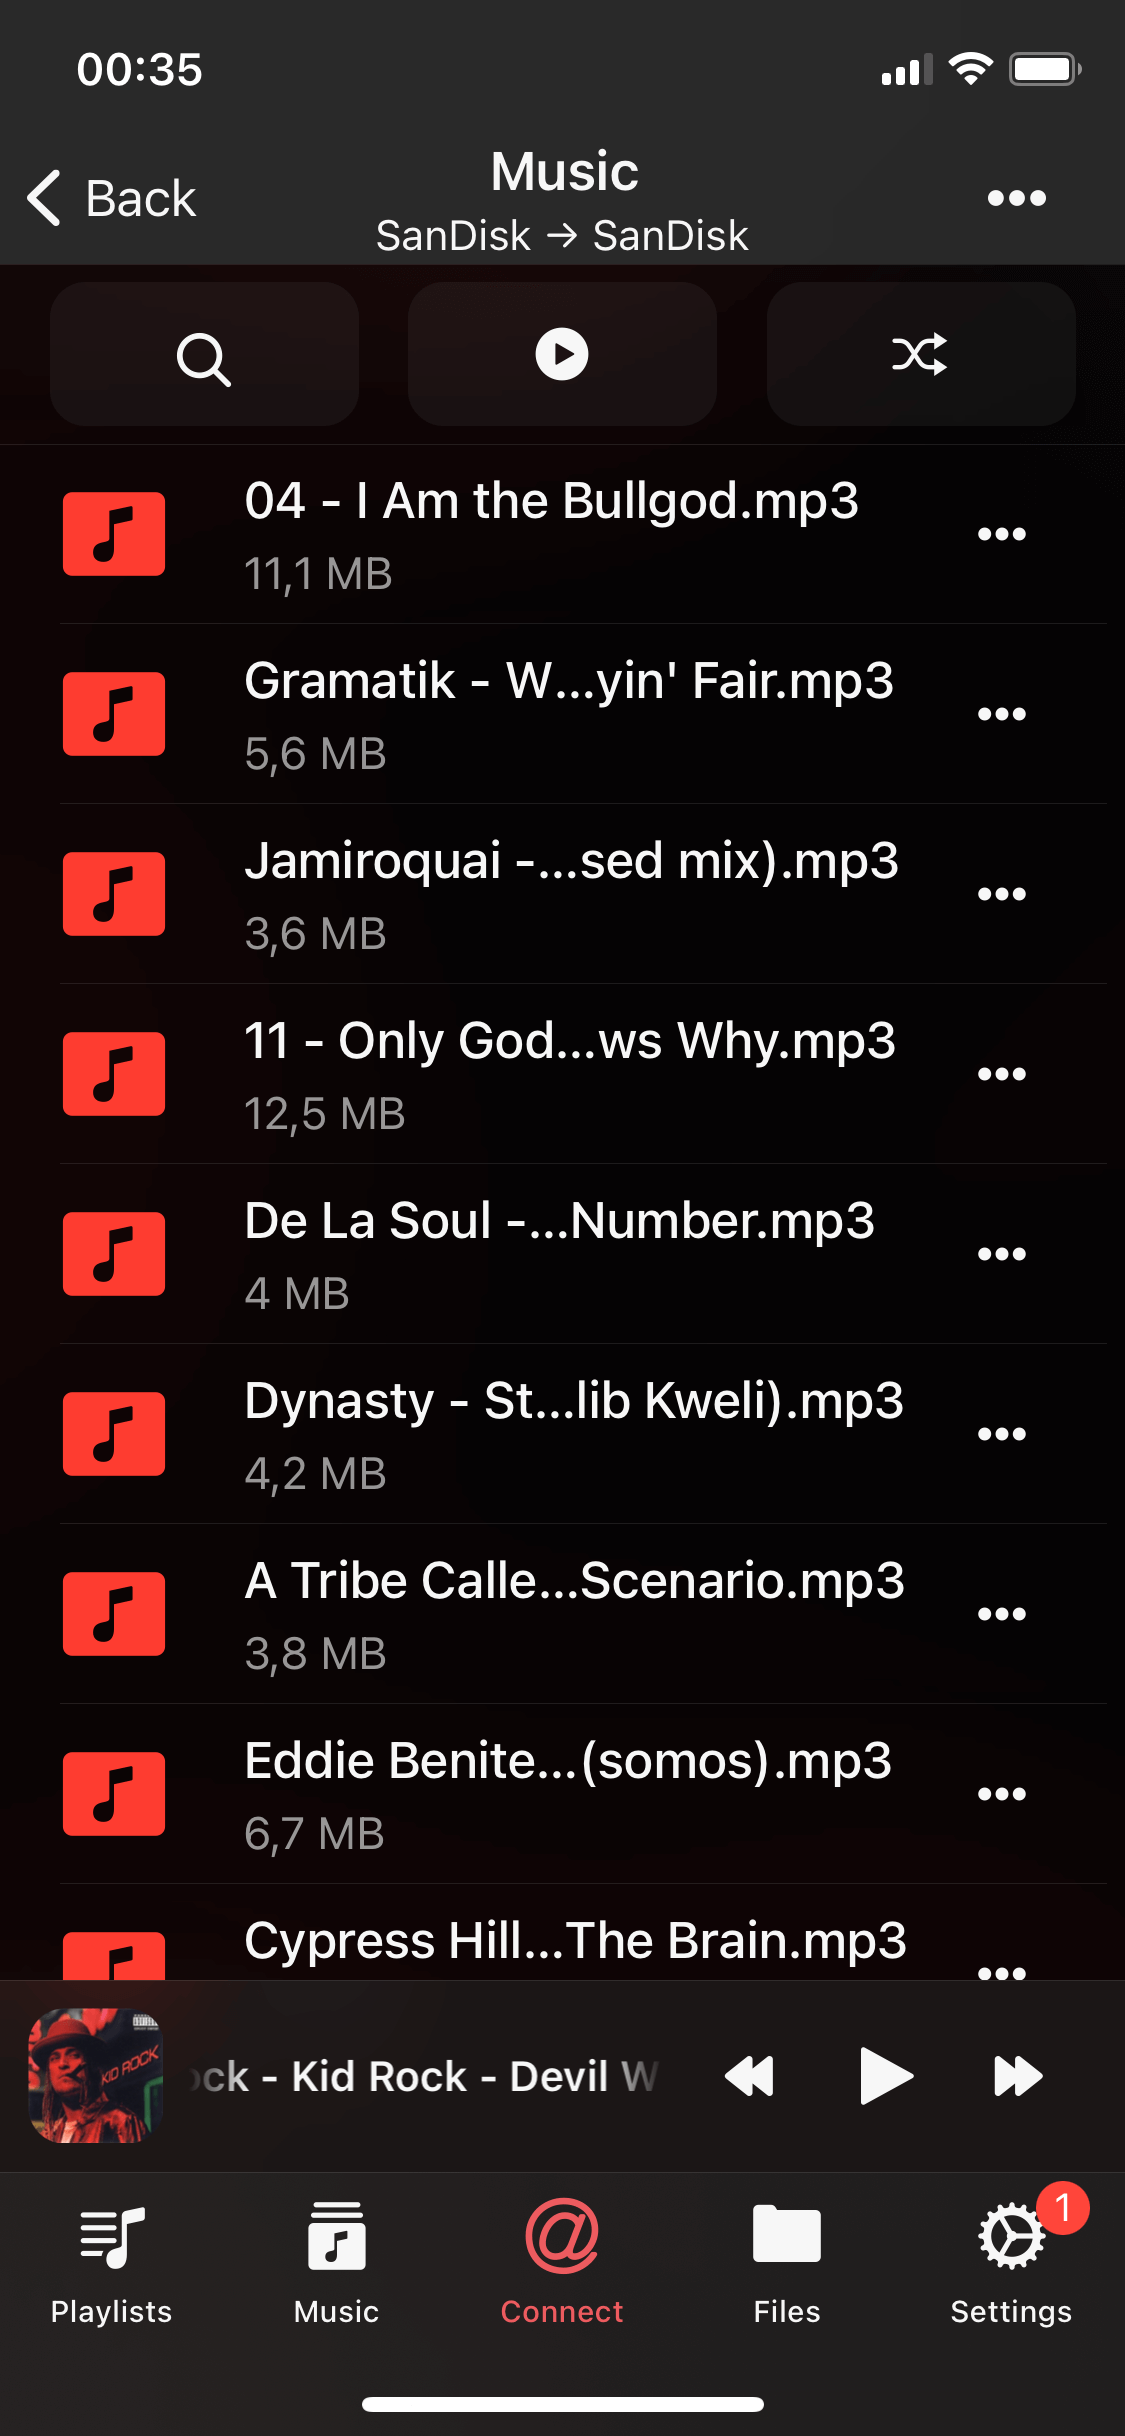 00:35
Back
Music
SanDisk → SanDisk
04 - I Am the Bullgod.mp3
11,1 MB
Gramatik - W...yin' Fair.mp3
5,6 MB
Jamiroquai -...sed mix).mp3
3,6 MB
11 - Only God...ws Why.mp3
12,5 MB
De La Soul -...Number.mp3
4 MB
Dynasty - St...lib Kweli).mp3
4,2 MB
A Tribe Calle...Scenario.mp3
3,8 MB
Eddie Benite...(somos).mp3
6,7 MB
Cypress Hill...The Brain.mp3
KID ROCK
ck - Kid Rock - Devil W
1
Playlists
Music
Connect
Files
Settings